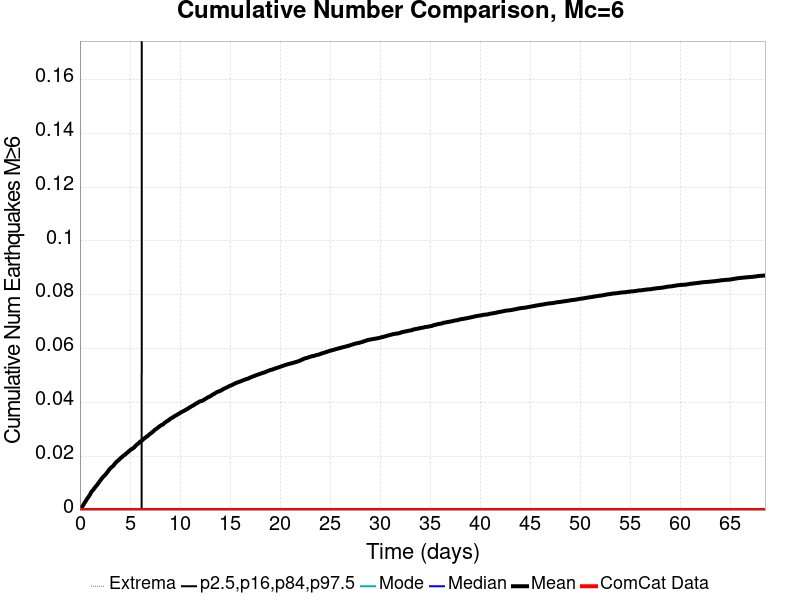 Cumulative Number Comparison, Mc=6
Cumulative Num Earthquakes M≥6
0.16
0.14
0.12
0.1
0.08
0.06
0.04
0.02
0
0 5 10 15 20 25 30 35 40 45 50 55 60 65
Time (days)
Extrema p2.5,p16,p84,p97.5 Mode Median Mean ComCat Data